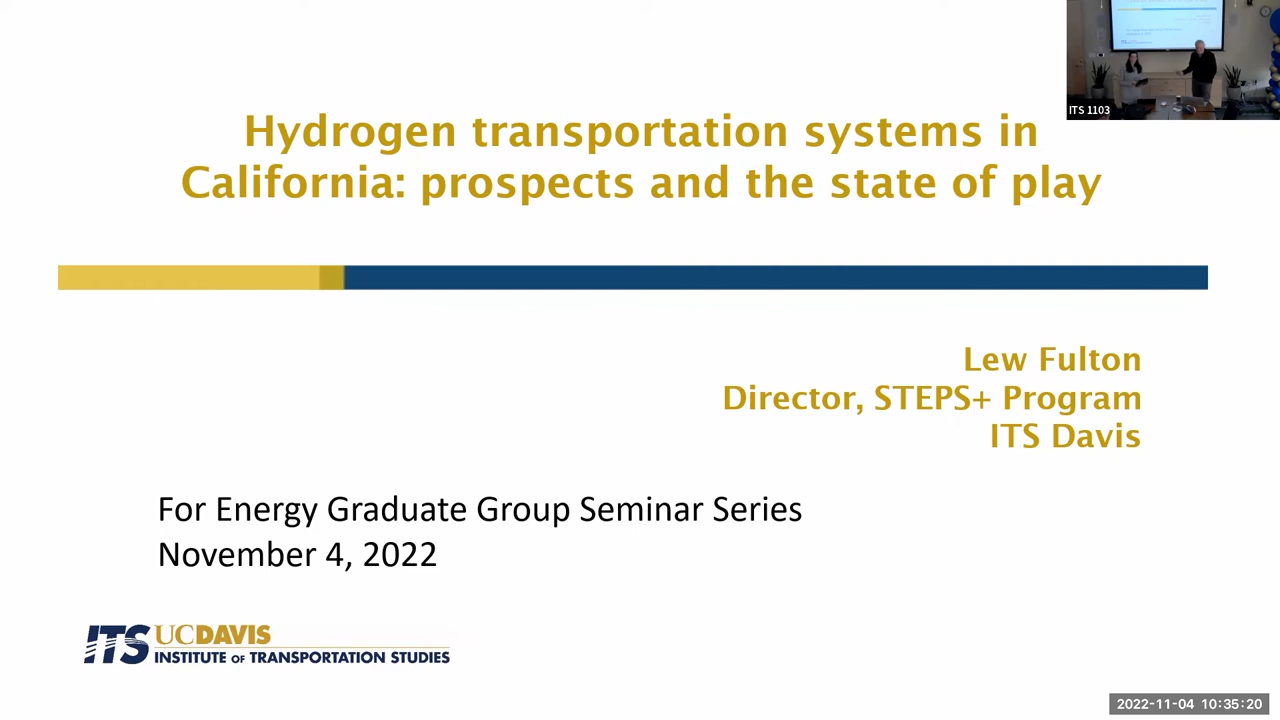 Hydrogen transportation systems in
California: prospects and the state of play
ITS 1103
Lew Fulton
Director, STEPS+ Program
ITS Davis
For Energy Graduate Group Seminar Series
November 4, 2022
ITS UCDAVIS
INSTITUTE OF TRANSPORTATION STUDIES
2022-11-04 10:35:20